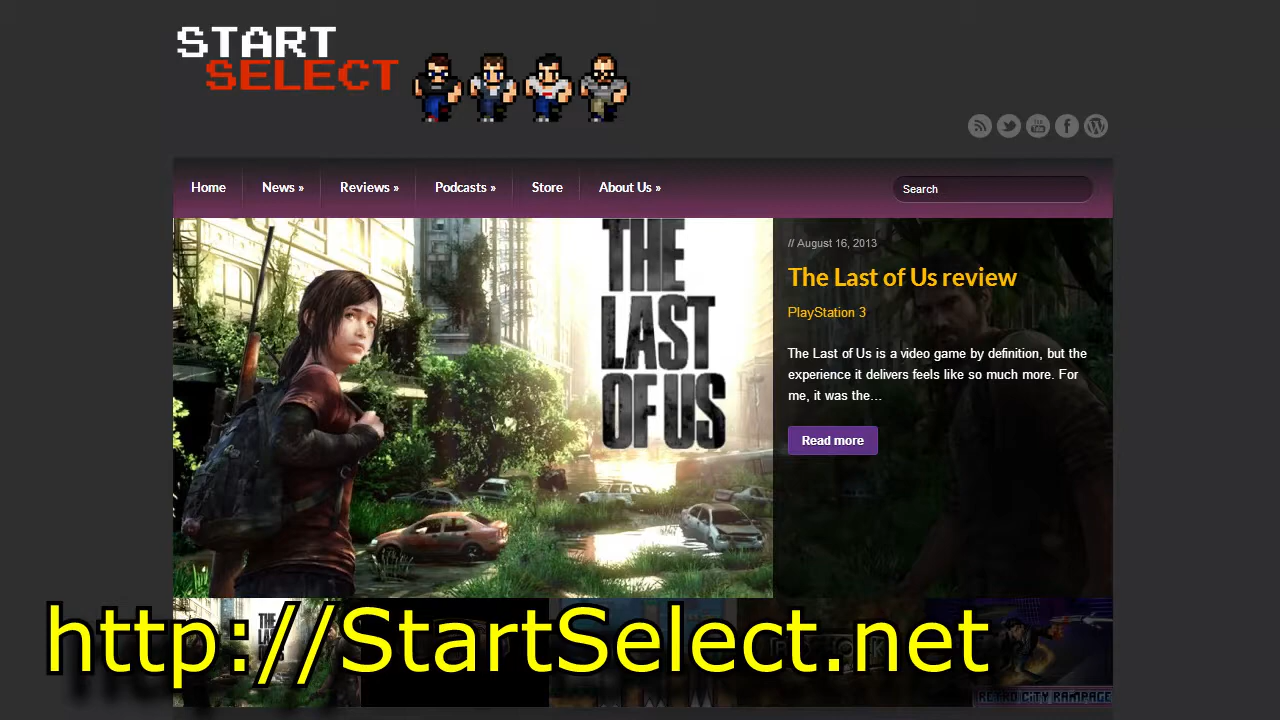 START
SELECT
Home
News »
Reviews »
Podcasts »
Store
About Us »
Search
THE
LAST
OF US
// August 16, 2013
The Last of Us review
PlayStation 3
The Last of Us is a video game by definition, but the
experience it delivers feels like so much more. For
me, it was the...
Read more
http://StartSelect.net
RETRO CITY RAMPAGE